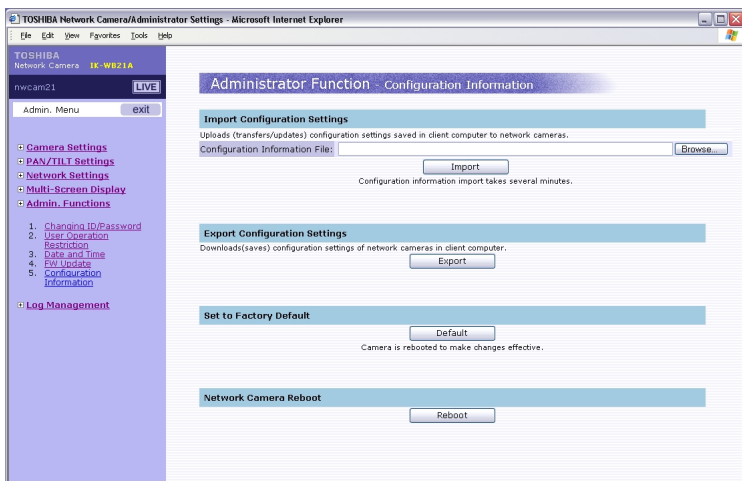 TOSHIBA Network Camera/Administrator Settings - Microsoft Internet Explorer
File Edit View Favorites Tools Help
TOSHIBA
Network Camera IK-WB21A
nwcam21 LIVE
Admin. Menu exit
Camera Settings
PAN/TILT Settings
Network Settings
Multi-Screen Display
Admin. Functions
1. Changing ID/Password
2. User Operation
Restriction
3. Date and Time
4. FW Update
5. Configuration
Information
Log Management
Administrator Function - Configuration Information
Import Configuration Settings
Uploads (transfers/updates) configuration settings saved in client computer to network cameras.
Configuration Information File: Browse...
Import
Configuration information import takes several minutes.
Export Configuration Settings
Downloads(saves) configuration settings of network cameras in client computer.
Export
Set to Factory Default
Default
Camera is rebooted to make changes effective.
Network Camera Reboot
Reboot